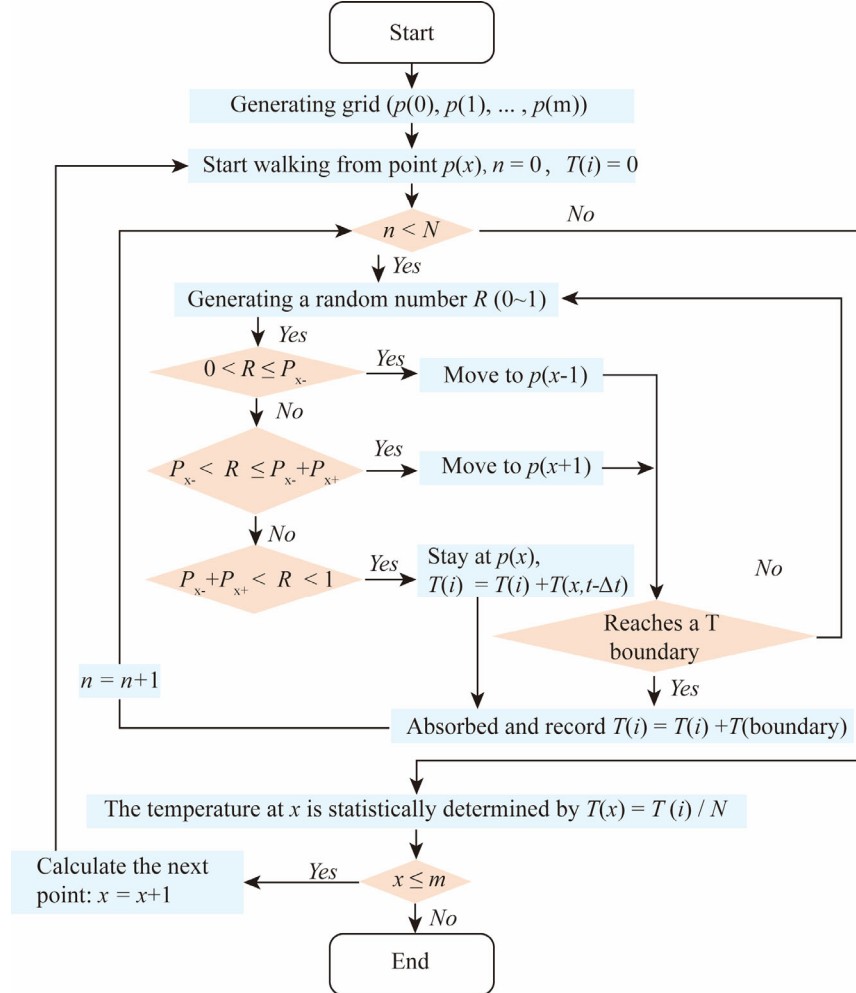 Start
Generating grid (p(0), p(1), ... , p(m))
Start walking from point p(x), n = 0 , T(i) = 0
n < N
No
Yes
Generating a random number R (0~1)
Yes
0 < R ≤ Pₓ₋
Yes
Move to p(x-1)
No
Pₓ₋ < R ≤ Pₓ₋+Pₓ₊
Yes
Move to p(x+1)
No
Pₓ₋+Pₓ₊ < R < 1
Yes
Stay at p(x),
T(i) = T(i) +T(x,t-Δt)
No
Reaches a T
boundary
n = n+1
Yes
Absorbed and record T(i) = T(i) +T(boundary)
The temperature at x is statistically determined by T(x) = T (i) / N
Calculate the next
point: x = x+1
Yes
x ≤ m
No
End